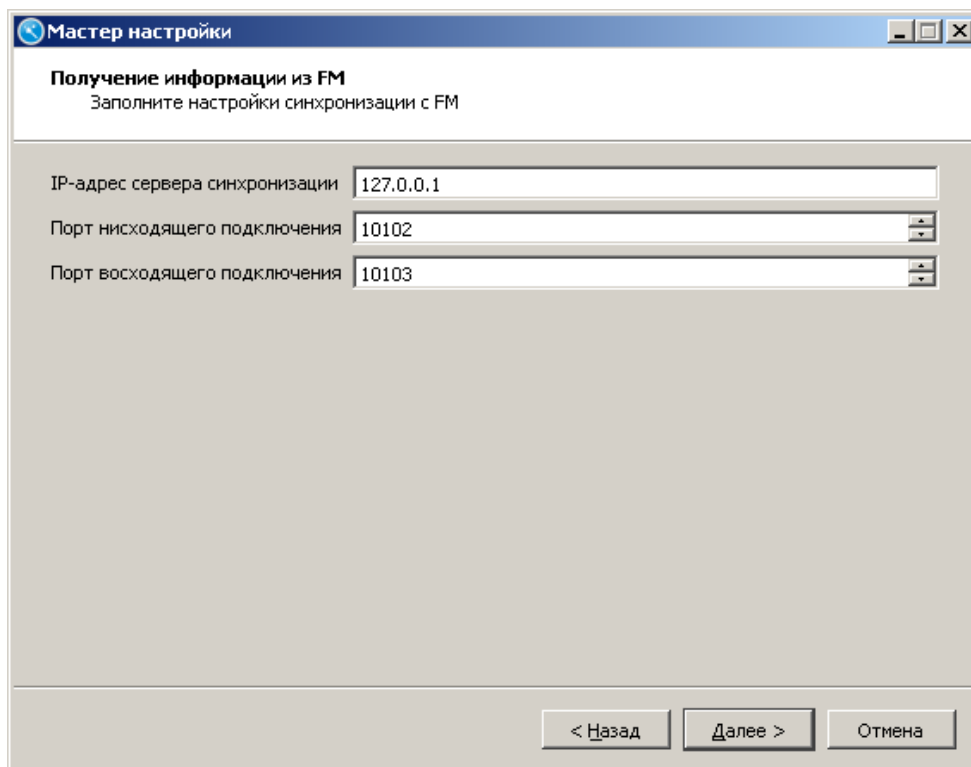 Мастер настройки
Получение информации из FM
Заполните настройки синхронизации с FM
IP-адрес сервера синхронизации 127.0.0.1
Порт нисходящего подключения 10102
Порт восходящего подключения 10103
< Назад Далее > Отмена